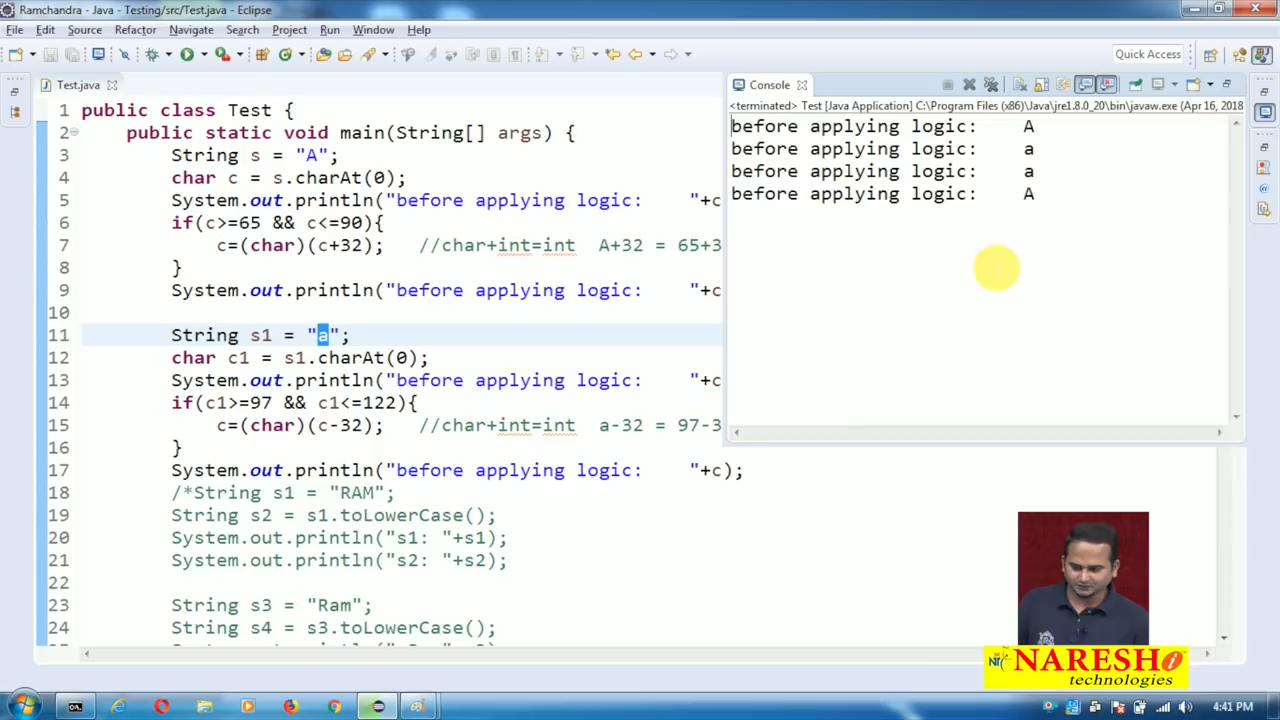 Ramchandra - Java - Testing/src/Test.java - Eclipse
File Edit Source Refactor Navigate Search Project Run Window Help
Quick Access
Test.java
Console
<terminated> Test [Java Application] C:\Program Files (x86)\Java\jre1.8.0_20\bin\javaw.exe (Apr 16, 2018
before applying logic: A
before applying logic: a
before applying logic: a
before applying logic: A
1 public class Test {
2 public static void main(String[] args) {
3 String s = "A";
4 char c = s.charAt(0);
5 System.out.println("before applying logic: "+c
6 if(c>=65 && c<=90){
7 c=(char)(c+32); //char+int=int A+32 = 65+3
8 }
9 System.out.println("before applying logic: "+c
10
11 String s1 = "a";
12 char c1 = s1.charAt(0);
13 System.out.println("before applying logic: "+c
14 if(c1>=97 && c1<=122){
15 c=(char)(c-32); //char+int=int a-32 = 97-3
16 }
17 System.out.println("before applying logic: "+c);
18 /*String s1 = "RAM";
19 String s2 = s1.toLowerCase();
20 System.out.println("s1: "+s1);
21 System.out.println("s2: "+s2);
22
23 String s3 = "Ram";
24 String s4 = s3.toLowerCase();
NARESH i
technologies
4:41 PM